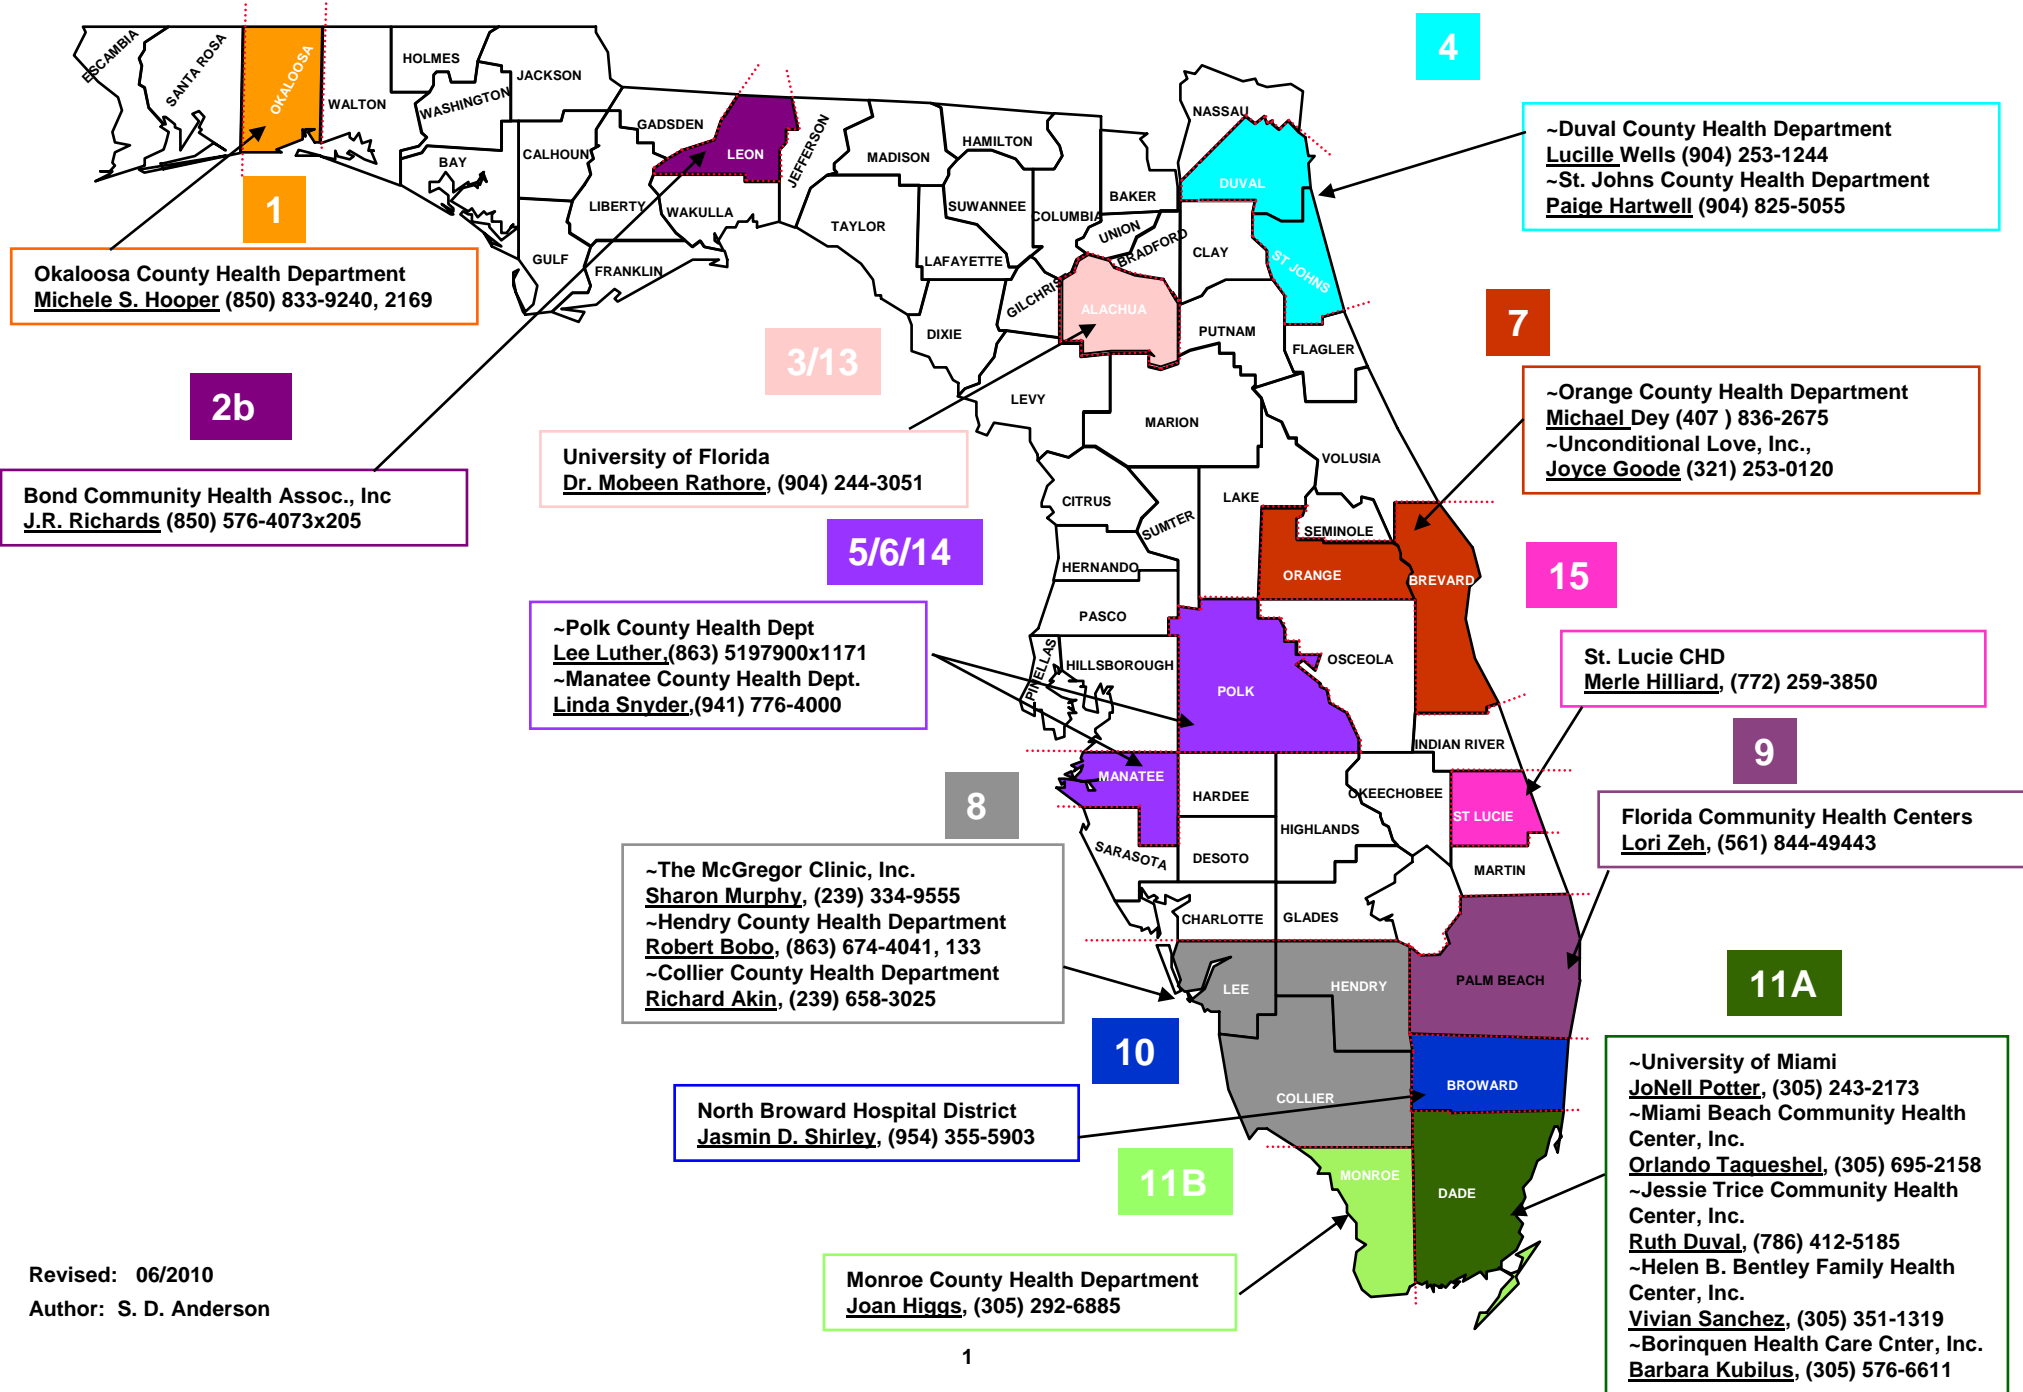 ESCAMBIA
SANTA ROSA
OKALOOSA
WALTON
HOLMES
WASHINGTON
JACKSON
BAY
CALHOUN
GULF
LIBERTY
GADSDEN
FRANKLIN
LEON
WAKULLA
JEFFERSON
MADISON
TAYLOR
HAMILTON
SUWANNEE
LAFAYETTE
DIXIE
COLUMBIA
GILCHRIS
BAKER
UNION
BRADFORD
NASSAU
DUVAL
CLAY
ST JOHNS
ALACHUA
PUTNAM
FLAGLER
LEVY
MARION
VOLUSIA
CITRUS
SUMTER
LAKE
SEMINOLE
HERNANDO
ORANGE
BREVARD
PASCO
PINELLAS
HILLSBOROUGH
POLK
OSCEOLA
INDIAN RIVER
MANATEE
HARDEE
OKEECHOBEE
ST LUCIE
HIGHLANDS
SARASOTA
DESOTO
MARTIN
CHARLOTTE
GLADES
LEE
HENDRY
PALM BEACH
COLLIER
BROWARD
MONROE
DADE
1
Okaloosa County Health Department
Michele S. Hooper (850) 833-9240, 2169
2b
Bond Community Health Assoc., Inc
J.R. Richards (850) 576-4073x205
3/13
University of Florida
Dr. Mobeen Rathore, (904) 244-3051
4
~Duval County Health Department
Lucille Wells (904) 253-1244
~St. Johns County Health Department
Paige Hartwell (904) 825-5055
7
~Orange County Health Department
Michael Dey (407 ) 836-2675
~Unconditional Love, Inc.,
Joyce Goode (321) 253-0120
5/6/14
~Polk County Health Dept
Lee Luther,(863) 5197900x1171
~Manatee County Health Dept.
Linda Snyder,(941) 776-4000
15
St. Lucie CHD
Merle Hilliard, (772) 259-3850
9
Florida Community Health Centers
Lori Zeh, (561) 844-49443
8
~The McGregor Clinic, Inc.
Sharon Murphy, (239) 334-9555
~Hendry County Health Department
Robert Bobo, (863) 674-4041, 133
~Collier County Health Department
Richard Akin, (239) 658-3025
10
North Broward Hospital District
Jasmin D. Shirley, (954) 355-5903
11A
~University of Miami
JoNell Potter, (305) 243-2173
~Miami Beach Community Health
Center, Inc.
Orlando Taqueshel, (305) 695-2158
~Jessie Trice Community Health
Center, Inc.
Ruth Duval, (786) 412-5185
~Helen B. Bentley Family Health
Center, Inc.
Vivian Sanchez, (305) 351-1319
~Borinquen Health Care Cnter, Inc.
Barbara Kubilus, (305) 576-6611
11B
Monroe County Health Department
Joan Higgs, (305) 292-6885
Revised: 06/2010
Author: S. D. Anderson
1